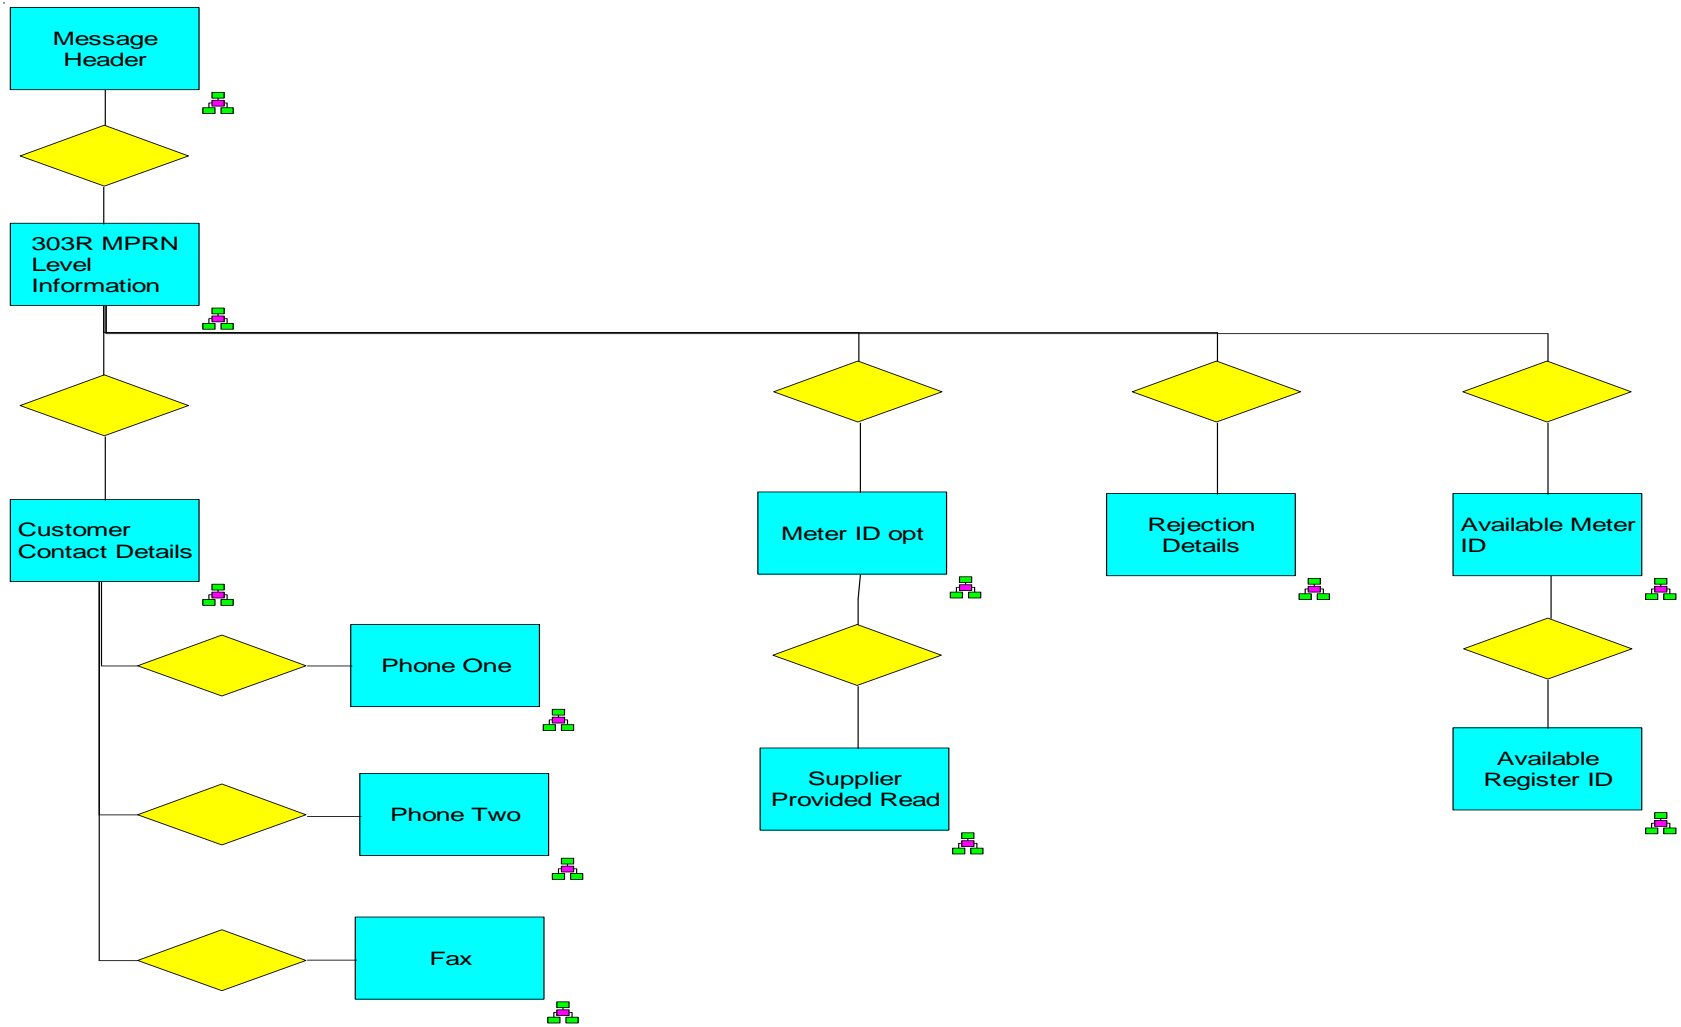 Message
Header
303R MPRN
Level
Information
Customer
Contact Details
Meter ID opt
Rejection
Details
Available Meter
ID
Phone One
Supplier
Provided Read
Available
Register ID
Phone Two
Fax